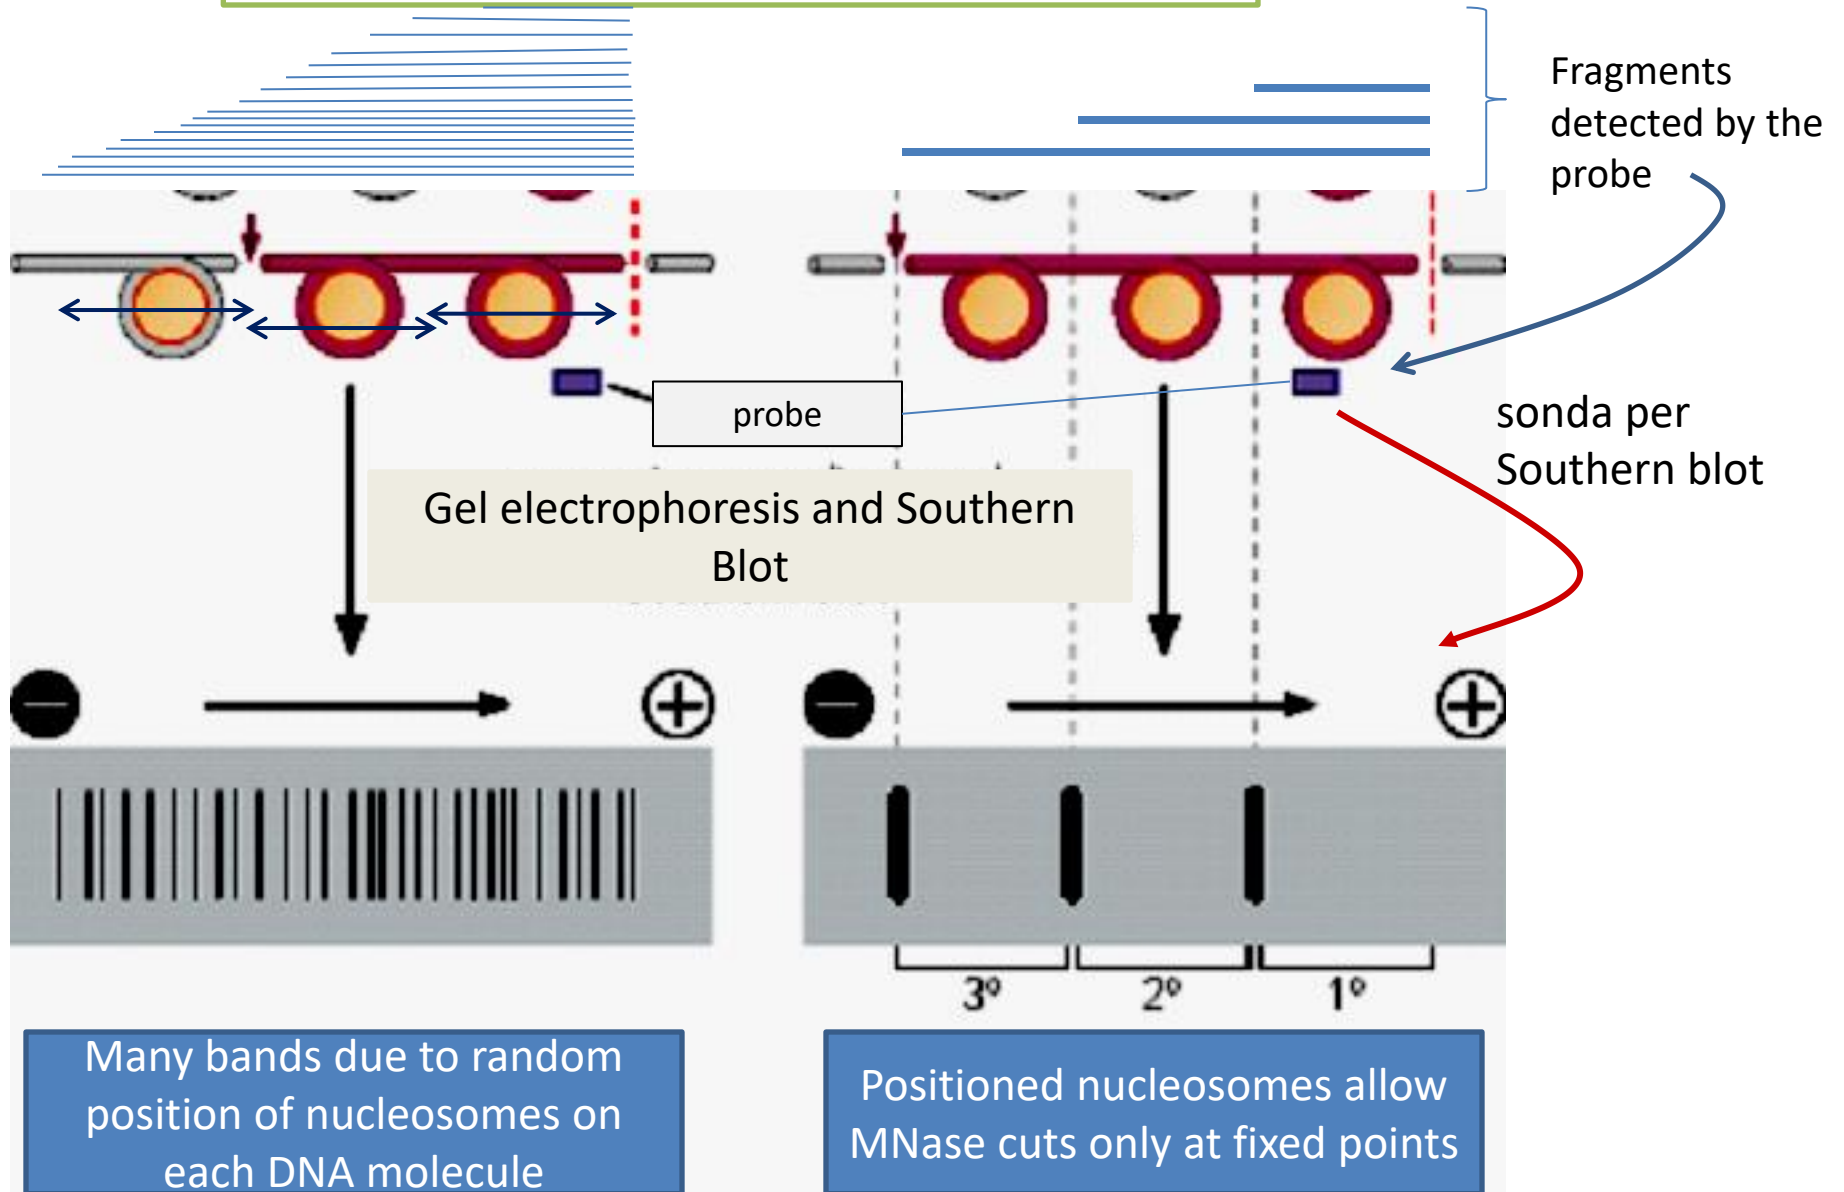 Fragments
detected by the
probe
probe
sonda per
Southern blot
Gel electrophoresis and Southern
Blot
−
+
−
+
3º
2º
1º
Many bands due to random
position of nucleosomes on
each DNA molecule
Positioned nucleosomes allow
MNase cuts only at fixed points